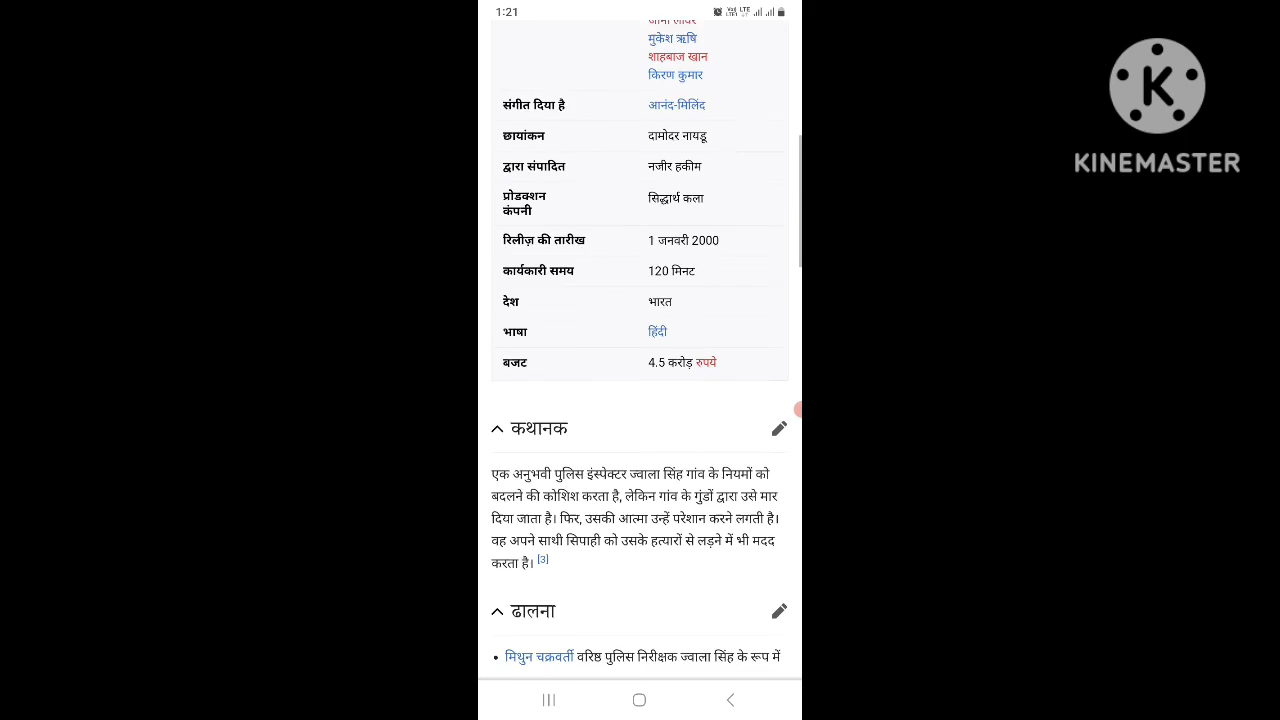 1:21
जॉनी लीवर
मुकेश ऋषि
शाहबाज खान
किरण कुमार
संगीत दिया है आनंद-मिलिंद
छायांकन दामोदर नायडू
द्वारा संपादित नजीर हकीम
प्रोडक्शन
कंपनी सिद्धार्थ कला
रिलीज़ की तारीख 1 जनवरी 2000
कार्यकारी समय 120 मिनट
देश भारत
भाषा हिंदी
बजट 4.5 करोड़ रुपये
कथानक
एक अनुभवी पुलिस इंस्पेक्टर ज्वाला सिंह गांव के नियमों को
बदलने की कोशिश करता है, लेकिन गांव के गुंडों द्वारा उसे मार
दिया जाता है। फिर, उसकी आत्मा उन्हें परेशान करने लगती है।
वह अपने साथी सिपाही को उसके हत्यारों से लड़ने में भी मदद
करता है। [3]
ढालना
• मिथुन चक्रवर्ती वरिष्ठ पुलिस निरीक्षक ज्वाला सिंह के रूप में
K
KINEMASTER